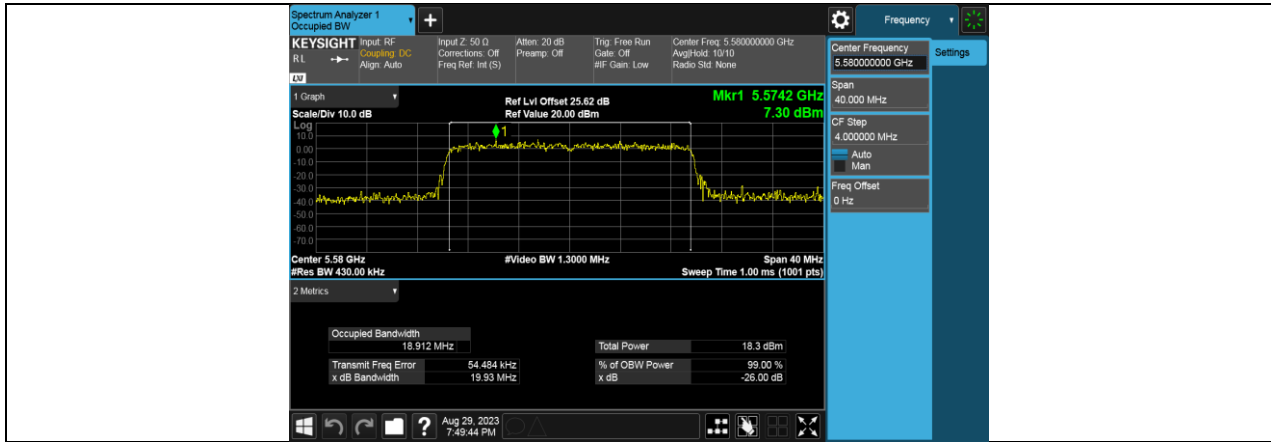 Spectrum Analyzer 1
Occupied BW
+
Frequency
KEYSIGHT
RL
LXI
Input: RF
Coupling: DC
Align: Auto
Input Z: 50 Ω
Corrections: Off
Freq Ref: Int (S)
Atten: 20 dB
Preamp: Off
Trig: Free Run
Gate: Off
#IF Gain: Low
Center Freq: 5.580000000 GHz
Avg|Hold: 10/10
Radio Std: None
Center Frequency
5.580000000 GHz
Settings
Span
40.000 MHz
CF Step
4.000000 MHz
Auto
Man
Freq Offset
0 Hz
1 Graph
Scale/Div 10.0 dB
Ref Lvl Offset 25.62 dB
Ref Value 20.00 dBm
Mkr1 5.5742 GHz
7.30 dBm
Log
10.0
0.00
-10.0
-20.0
-30.0
-40.0
-50.0
-60.0
-70.0
1
Center 5.58 GHz
#Res BW 430.00 kHz
#Video BW 1.3000 MHz
Span 40 MHz
Sweep Time 1.00 ms (1001 pts)
2 Metrics
Occupied Bandwidth
18.912 MHz
Transmit Freq Error 54.484 kHz
x dB Bandwidth 19.93 MHz
Total Power 18.3 dBm
% of OBW Power 99.00 %
x dB -26.00 dB
?
Aug 29, 2023
7:49:44 PM